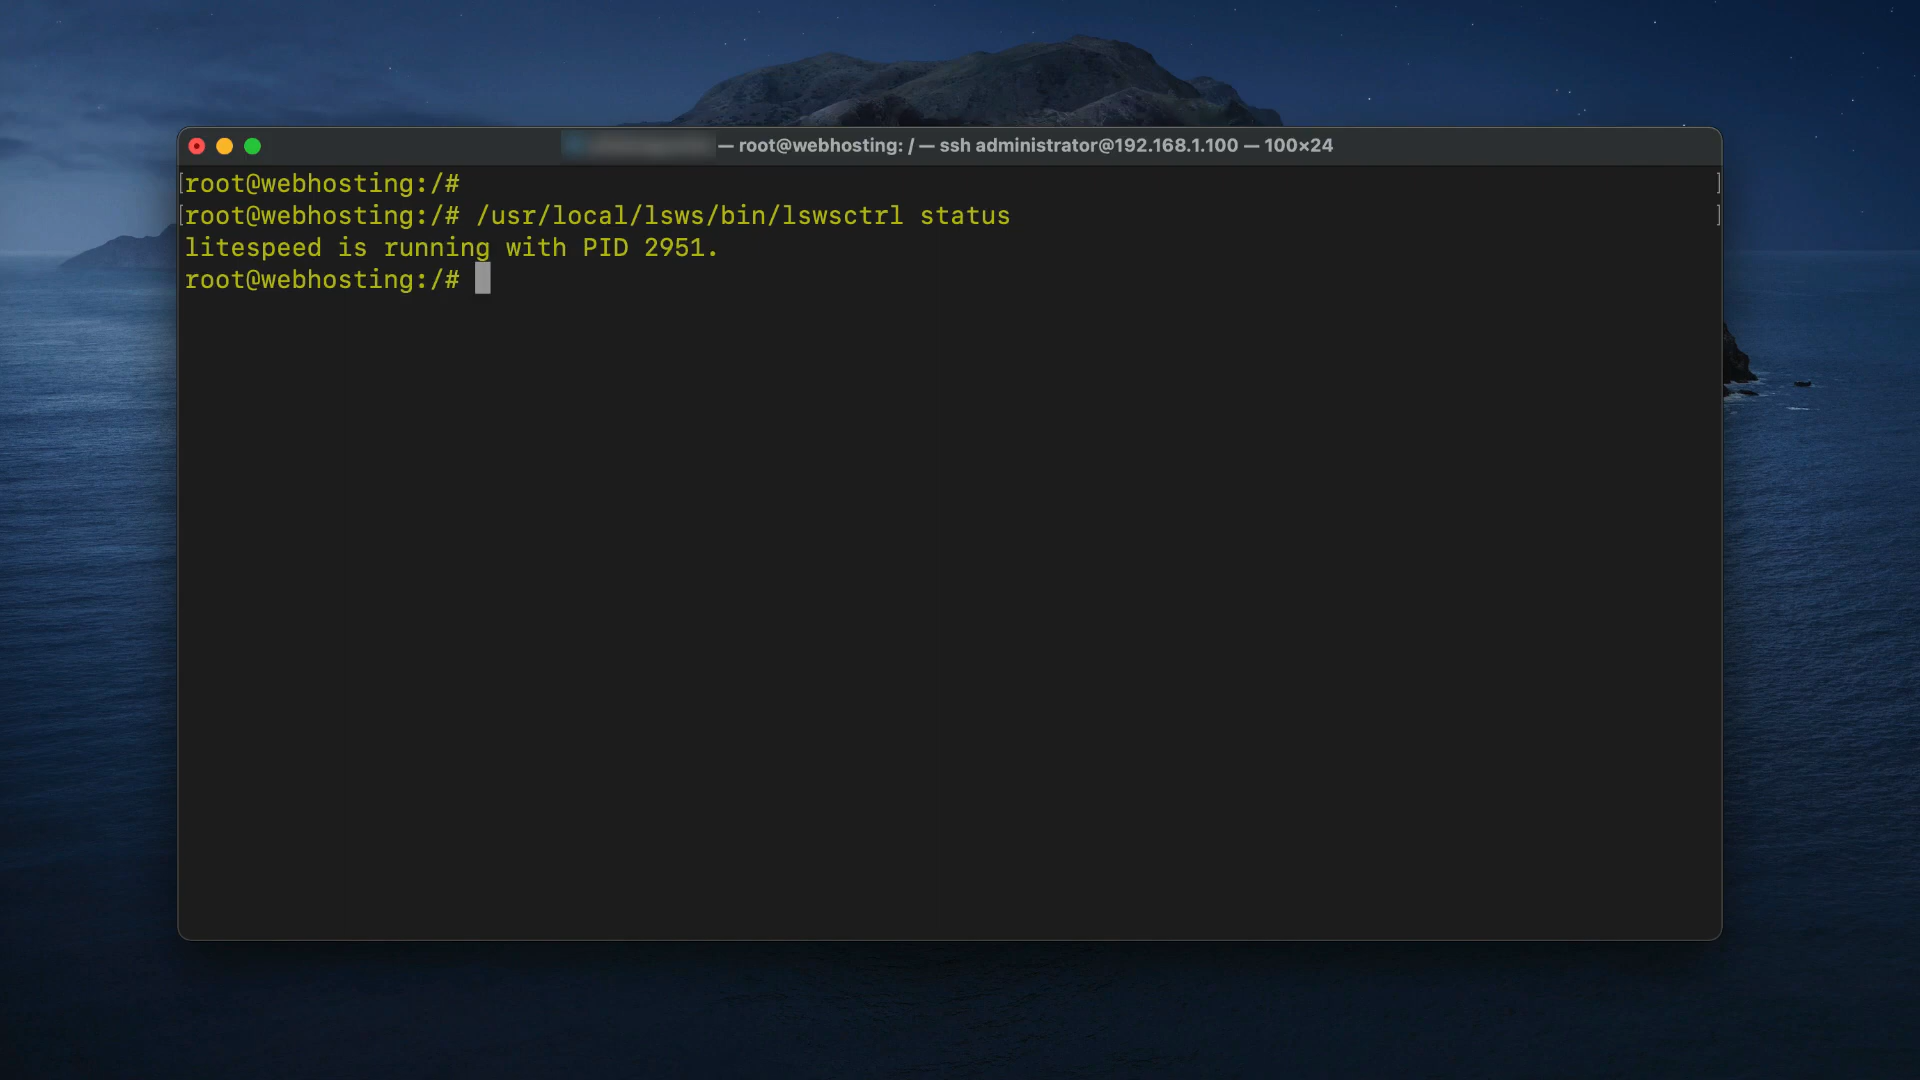 — root@webhosting: / — ssh administrator@192.168.1.100 — 100×24
[root@webhosting:/# ]
[root@webhosting:/# /usr/local/lsws/bin/lswsctrl status ]
litespeed is running with PID 2951.
root@webhosting:/#